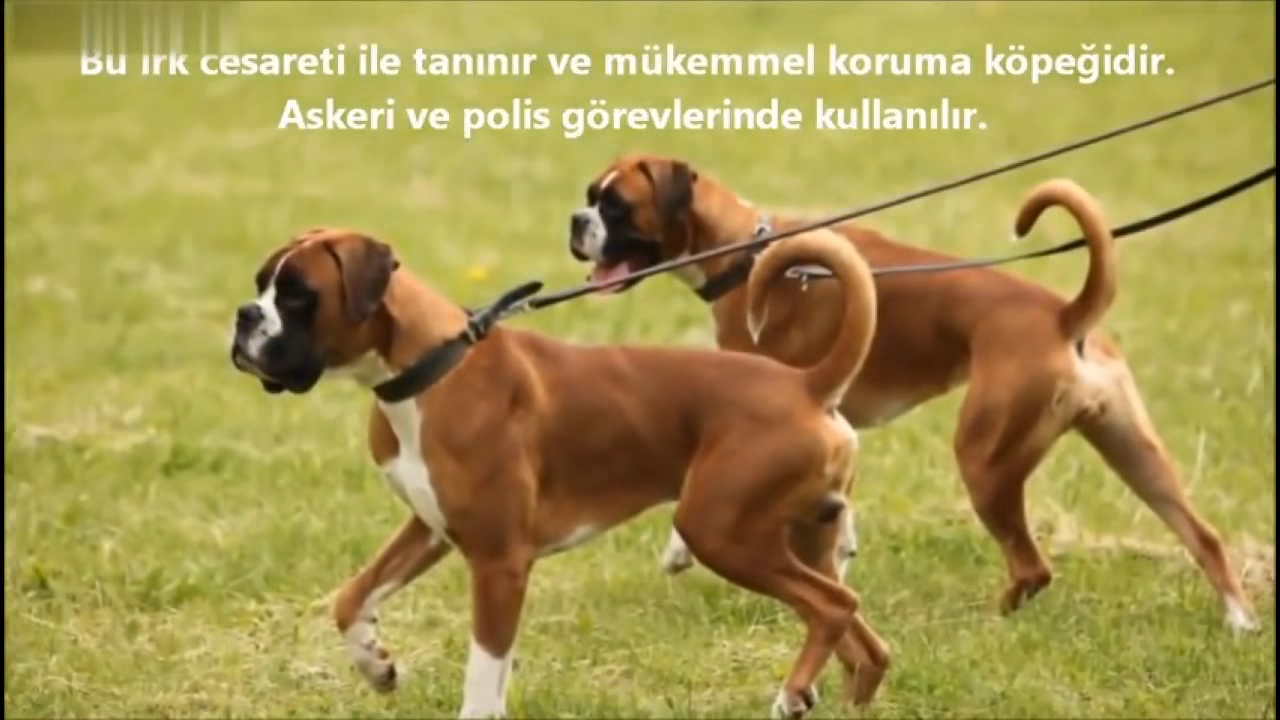 Bu ırk cesareti ile tanınır ve mükemmel koruma köpeğidir.
Askeri ve polis görevlerinde kullanılır.